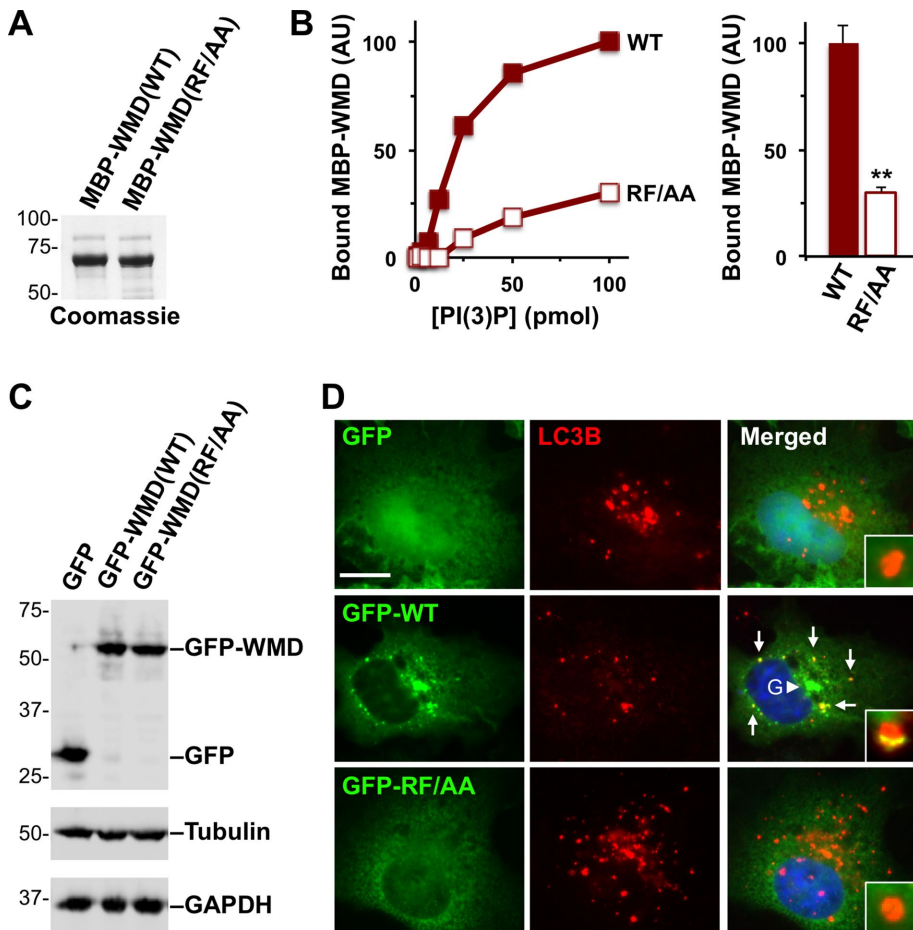 A
MBP-WMD(WT)
MBP-WMD(RF/AA)
100-
75-
50-
Coomassie
B
Bound MBP-WMD (AU)
100
50
0
WT
RF/AA
0
50
100
[PI(3)P] (pmol)
Bound MBP-WMD (AU)
100
50
0
**
WT
RF/AA
C
GFP
GFP-WMD(WT)
GFP-WMD(RF/AA)
75-
50-
37-
25-
-GFP-WMD
-GFP
50-
-Tubulin
37-
-GAPDH
D
GFP
LC3B
Merged
GFP-WT
G
GFP-RF/AA